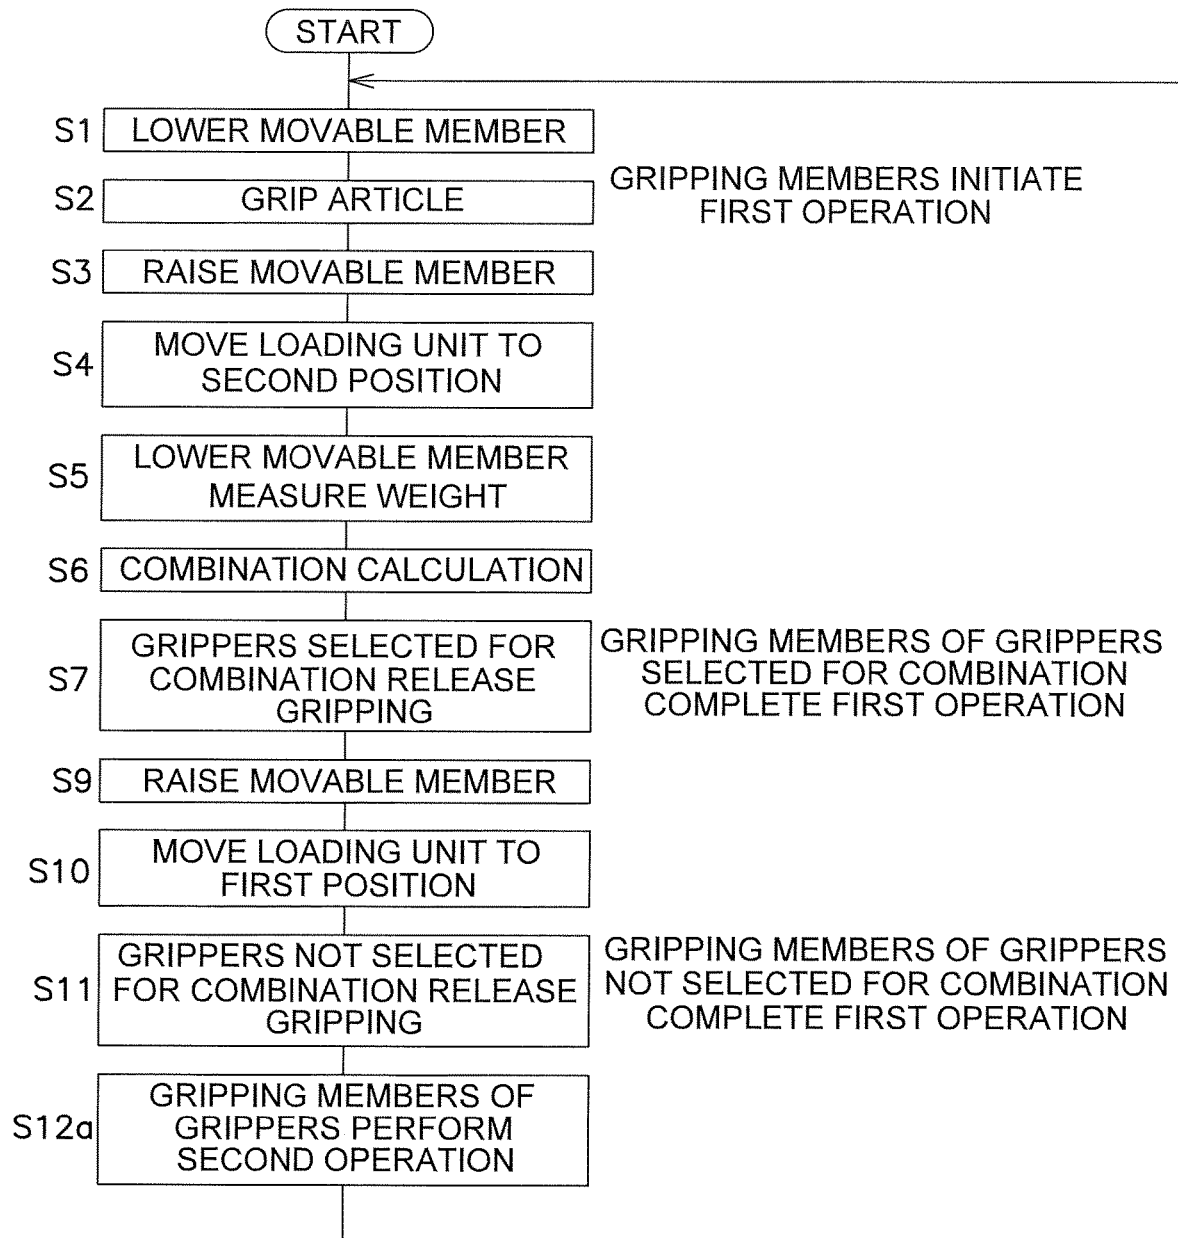 START
S1
LOWER MOVABLE MEMBER
S2
GRIP ARTICLE
GRIPPING MEMBERS INITIATE
FIRST OPERATION
S3
RAISE MOVABLE MEMBER
S4
MOVE LOADING UNIT TO
SECOND POSITION
S5
LOWER MOVABLE MEMBER
MEASURE WEIGHT
S6
COMBINATION CALCULATION
S7
GRIPPERS SELECTED FOR
COMBINATION RELEASE
GRIPPING
GRIPPING MEMBERS OF GRIPPERS
SELECTED FOR COMBINATION
COMPLETE FIRST OPERATION
S9
RAISE MOVABLE MEMBER
S10
MOVE LOADING UNIT TO
FIRST POSITION
S11
GRIPPERS NOT SELECTED
FOR COMBINATION RELEASE
GRIPPING
GRIPPING MEMBERS OF GRIPPERS
NOT SELECTED FOR COMBINATION
COMPLETE FIRST OPERATION
S12a
GRIPPING MEMBERS OF
GRIPPERS PERFORM
SECOND OPERATION